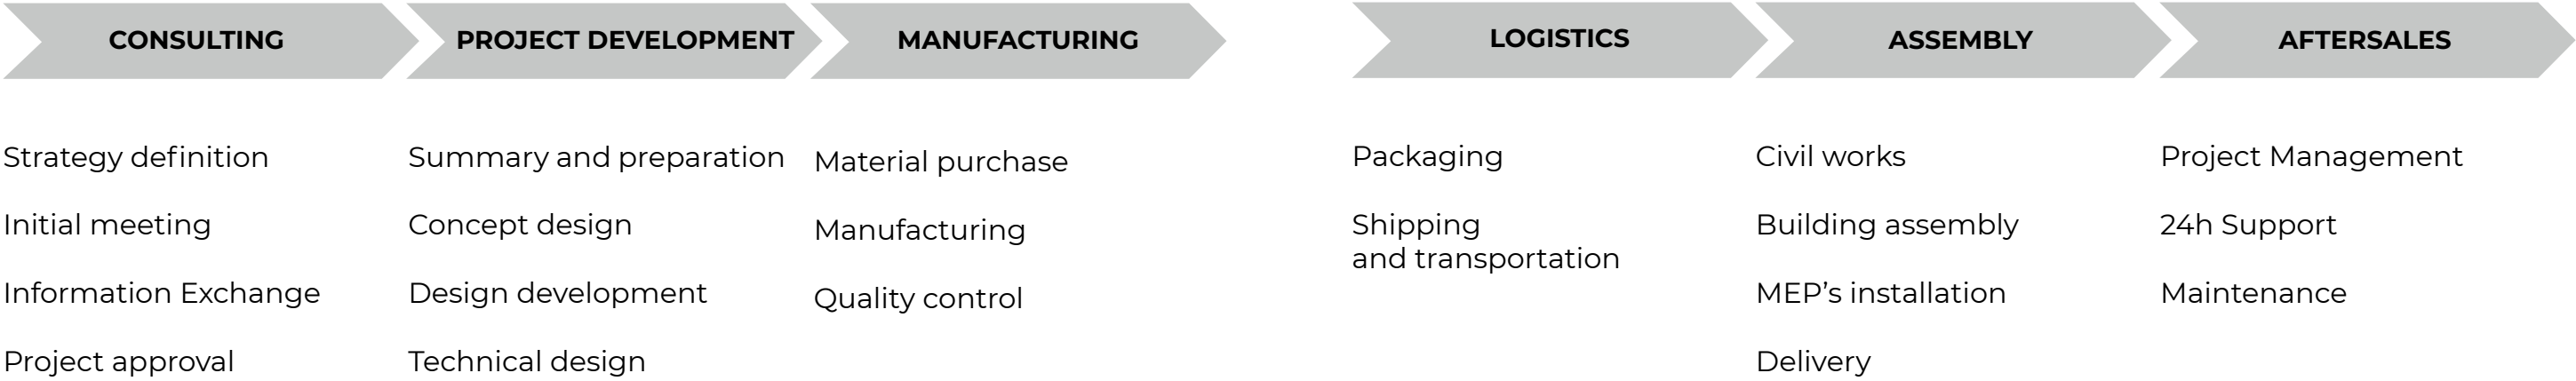 CONSULTING
PROJECT DEVELOPMENT
MANUFACTURING
LOGISTICS
ASSEMBLY
AFTERSALES
Strategy definition
Initial meeting
Information Exchange
Project approval
Summary and preparation
Concept design
Design development
Technical design
Material purchase
Manufacturing
Quality control
Packaging
Shipping
and transportation
Civil works
Building assembly
MEP’s installation
Delivery
Project Management
24h Support
Maintenance